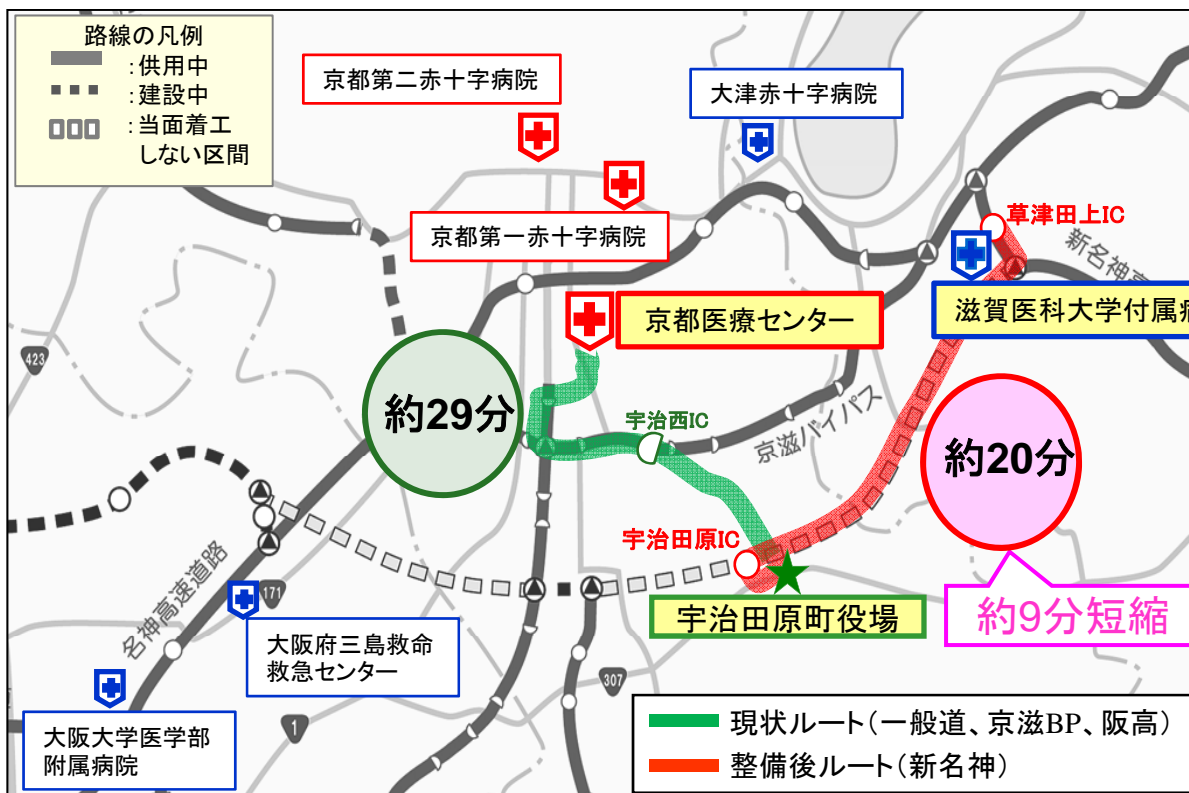 路線の凡例
:供用中
:建設中
:当面着工
しない区間
京都第二赤十字病院
大津赤十字病院
京都第一赤十字病院
草津田上IC
新名神高
京都医療センター
滋賀医科大学付属病
423
約29分
宇治西IC
京滋バイパス
約20分
宇治田原IC
名神高速道路
171
宇治田原町役場
約9分短縮
大阪府三島救命
救急センター
307
1
大阪大学医学部
附属病院
現状ルート(一般道、京滋BP、阪高)
整備後ルート(新名神)